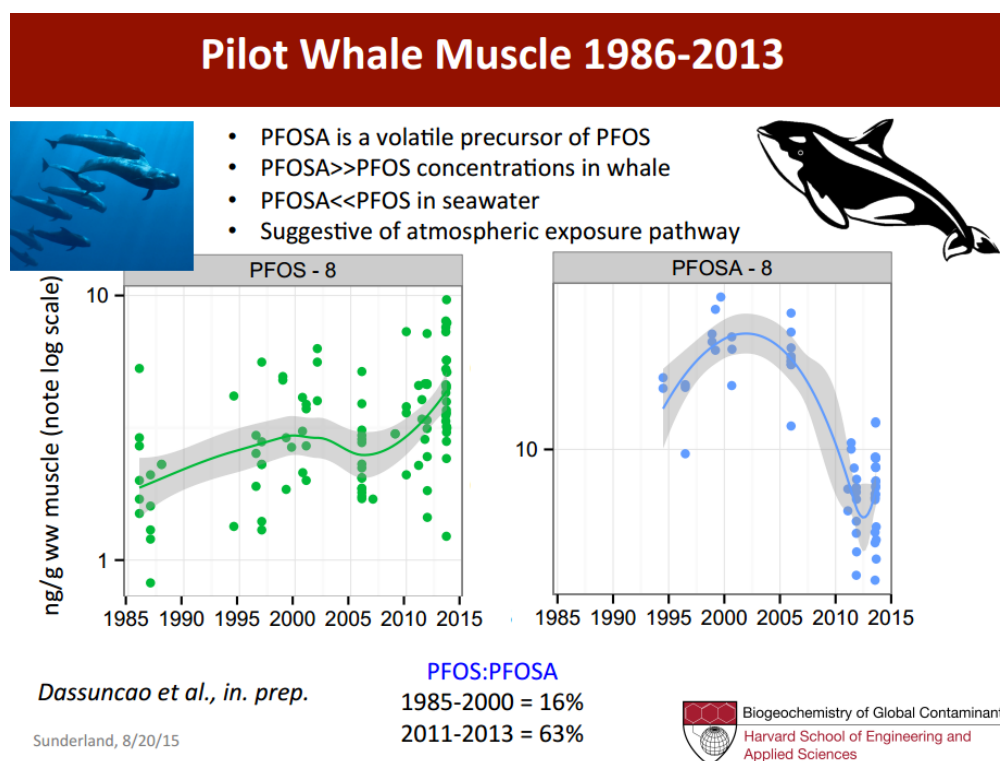 Pilot Whale Muscle 1986-2013
• PFOSA is a volatile precursor of PFOS
• PFOSA>>PFOS concentrations in whale
• PFOSA<<PFOS in seawater
• Suggestive of atmospheric exposure pathway
PFOS - 8
PFOSA - 8
ng/g ww muscle (note log scale)
10
1
1985 1990 1995 2000 2005 2010 2015
10
1985 1990 1995 2000 2005 2010 2015
PFOS:PFOSA
1985-2000 = 16%
2011-2013 = 63%
Dassuncao et al., in. prep.
Sunderland, 8/20/15
Biogeochemistry of Global Contaminant
Harvard School of Engineering and
Applied Sciences